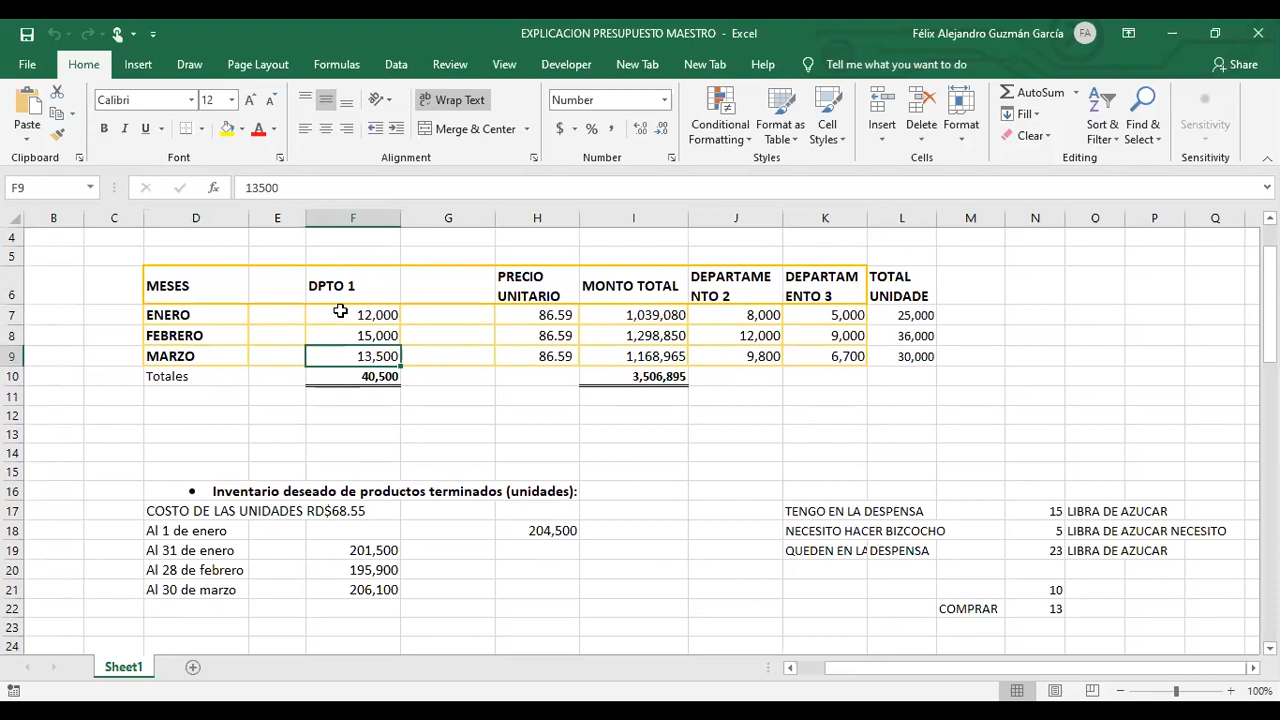 EXPLICACION PRESUPUESTO MAESTRO - Excel
Félix Alejandro Guzmán García FA
File Home Insert Draw Page Layout Formulas Data Review View Developer New Tab New Tab Help Tell me what you want to do Share
Paste
Calibri 12
B I U A
Wrap Text
Merge & Center
Number
$ % ,
Conditional Formatting
Format as Table
Cell Styles
Insert Delete Format
AutoSum
Fill
Clear
Sort & Filter
Find & Select
Sensitivity
Clipboard Font Alignment Number Styles Cells Editing Sensitivity
F9 fx 13500
B C D E F G H I J K L M N O P Q
4
5
6 MESES DPTO 1 PRECIO UNITARIO MONTO TOTAL DEPARTAME NTO 2 DEPARTAM ENTO 3 TOTAL UNIDADE
7 ENERO 12,000 86.59 1,039,080 8,000 5,000 25,000
8 FEBRERO 15,000 86.59 1,298,850 12,000 9,000 36,000
9 MARZO 13,500 86.59 1,168,965 9,800 6,700 30,000
10 Totales 40,500 3,506,895
11
12
13
14
15
16 • Inventario deseado de productos terminados (unidades):
17 COSTO DE LAS UNIDADES RD$68.55 TENGO EN LA DESPENSA 15 LIBRA DE AZUCAR
18 Al 1 de enero 204,500 NECESITO HACER BIZCOCHO 5 LIBRA DE AZUCAR NECESITO
19 Al 31 de enero 201,500 QUEDEN EN LA DESPENSA 23 LIBRA DE AZUCAR
20 Al 28 de febrero 195,900
21 Al 30 de marzo 206,100 10
22 COMPRAR 13
23
24
Sheet1
100%